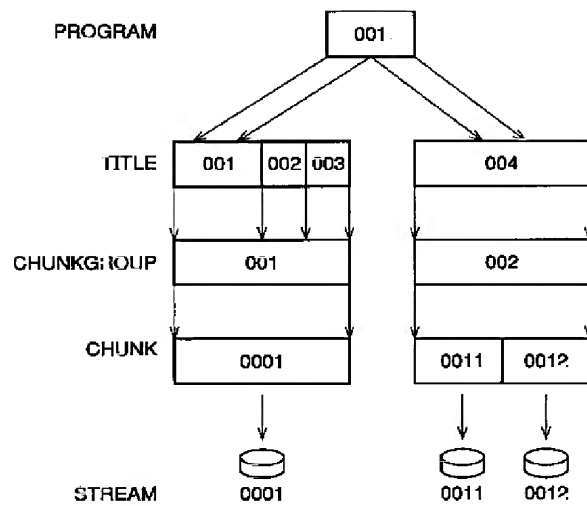 PROGRAM 001
TITLE 001 002 003 004
CHUNKGROUP 001 002
CHUNK 0001 0011 0012
STREAM 0001 0011 0012